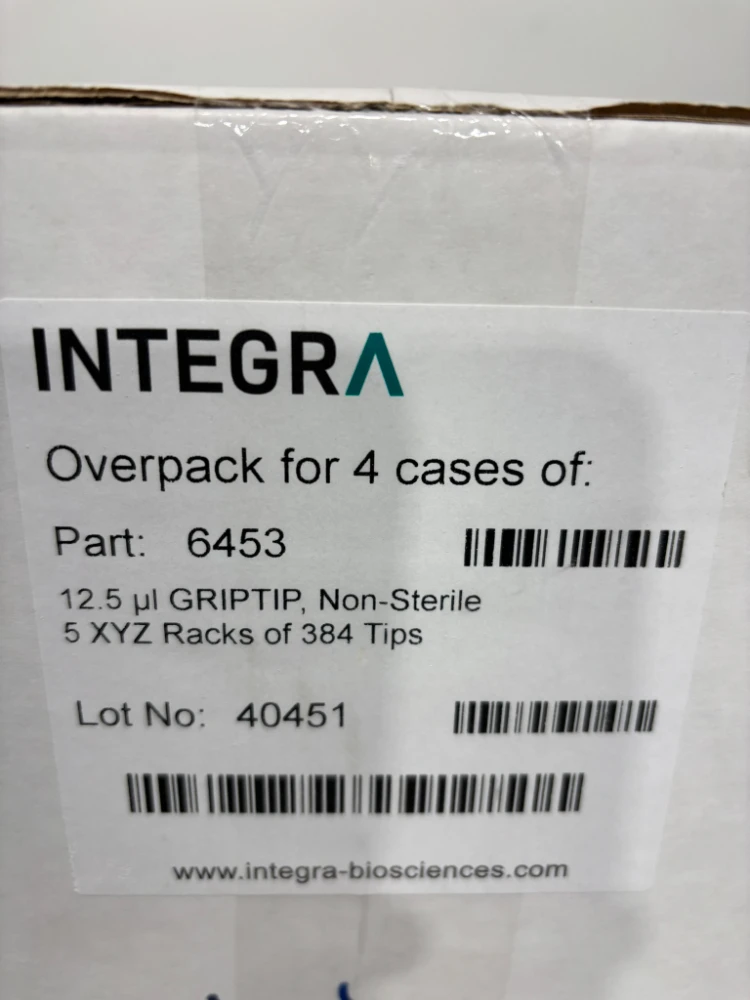 INTEGRA
Overpack for 4 cases of:
Part: 6453
12.5 µl GRIPTIP, Non-Sterile
5 XYZ Racks of 384 Tips
Lot No: 40451
www.integra-biosciences.com